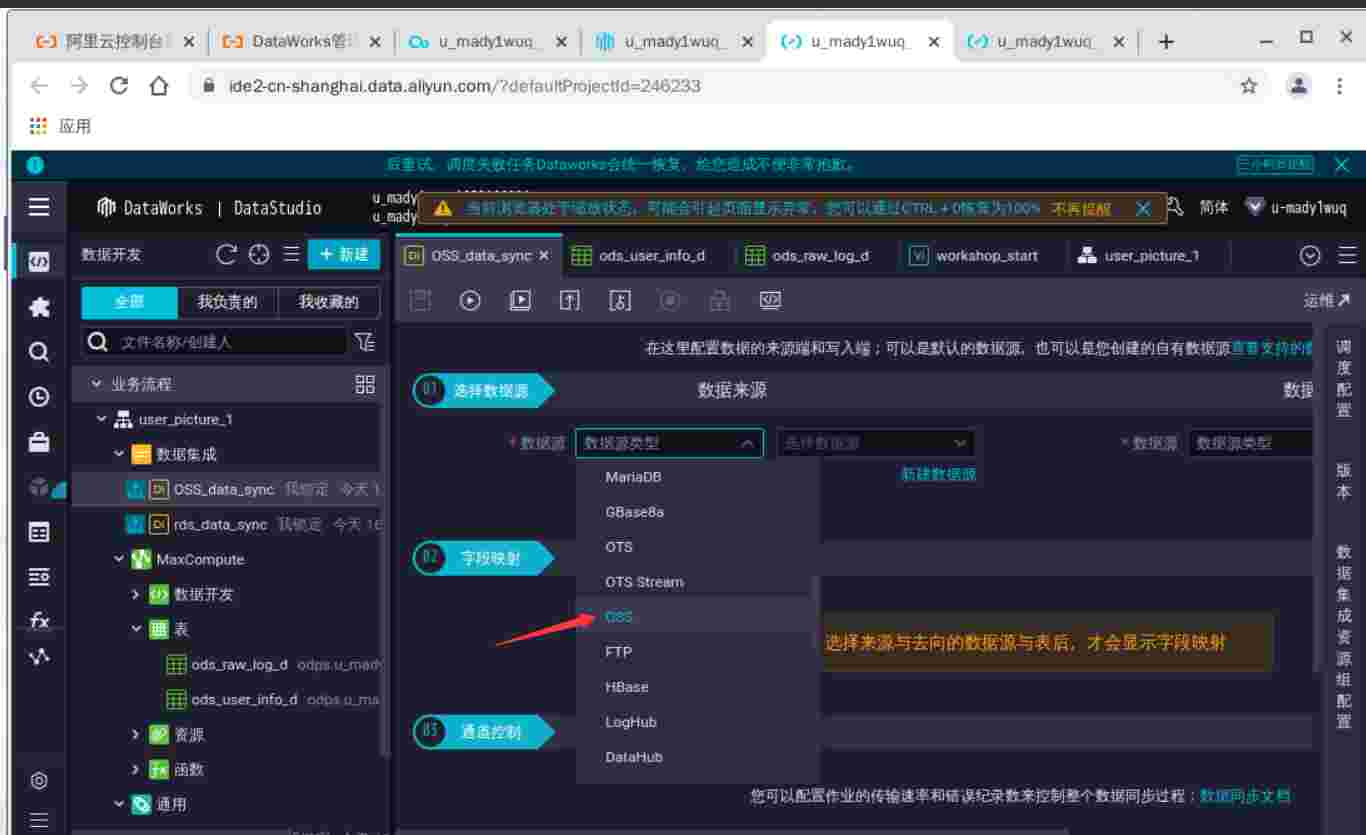 阿里云控制台
DataWorks管
u_mady1wuq_
u_mady1wuq_
u_mady1wuq_
u_mady1wuq_
ide2-cn-shanghai.data.aliyun.com/?defaultProjectId=246233
应用
后重试，调度失败任务Dataworks会统一恢复，给您造成不便非常抱歉。
三小时后提醒
DataWorks | DataStudio
u_mady
u_mady
当前浏览器处于缩放状态，可能会引起页面显示异常，您可以通过CTRL+0恢复为100% 不再提醒
简体
u-mady1wuq
数据开发
+ 新建
Di OSS_data_sync
ods_user_info_d
ods_raw_log_d
Vi workshop_start
user_picture_1
全部 我负责的 我收藏的
运维
文件名称/创建人
在这里配置数据的来源端和写入端；可以是默认的数据源，也可以是您创建的自有数据源查看支持的数
调度配置
业务流程
01 选择数据源
数据来源
数据
user_picture_1
* 数据源 数据源类型 选择数据源
* 数据源 数据源类型
数据集成
新建数据源
MariaDB
版本
Di OSS_data_sync 我锁定 今天 1
GBase8a
Di rds_data_sync 我锁定 今天 16
OTS
02 字段映射
数据集成资源组配置
MaxCompute
OTS Stream
数据开发
OSS
fx
表
选择来源与去向的数据源与表后，才会显示字段映射
FTP
ods_raw_log_d odps.u_mady
HBase
ods_user_info_d odps.u_ma
LogHub
03 通道控制
资源
DataHub
fx 函数
您可以配置作业的传输速率和错误纪录数来控制整个数据同步过程：数据同步文档
通用